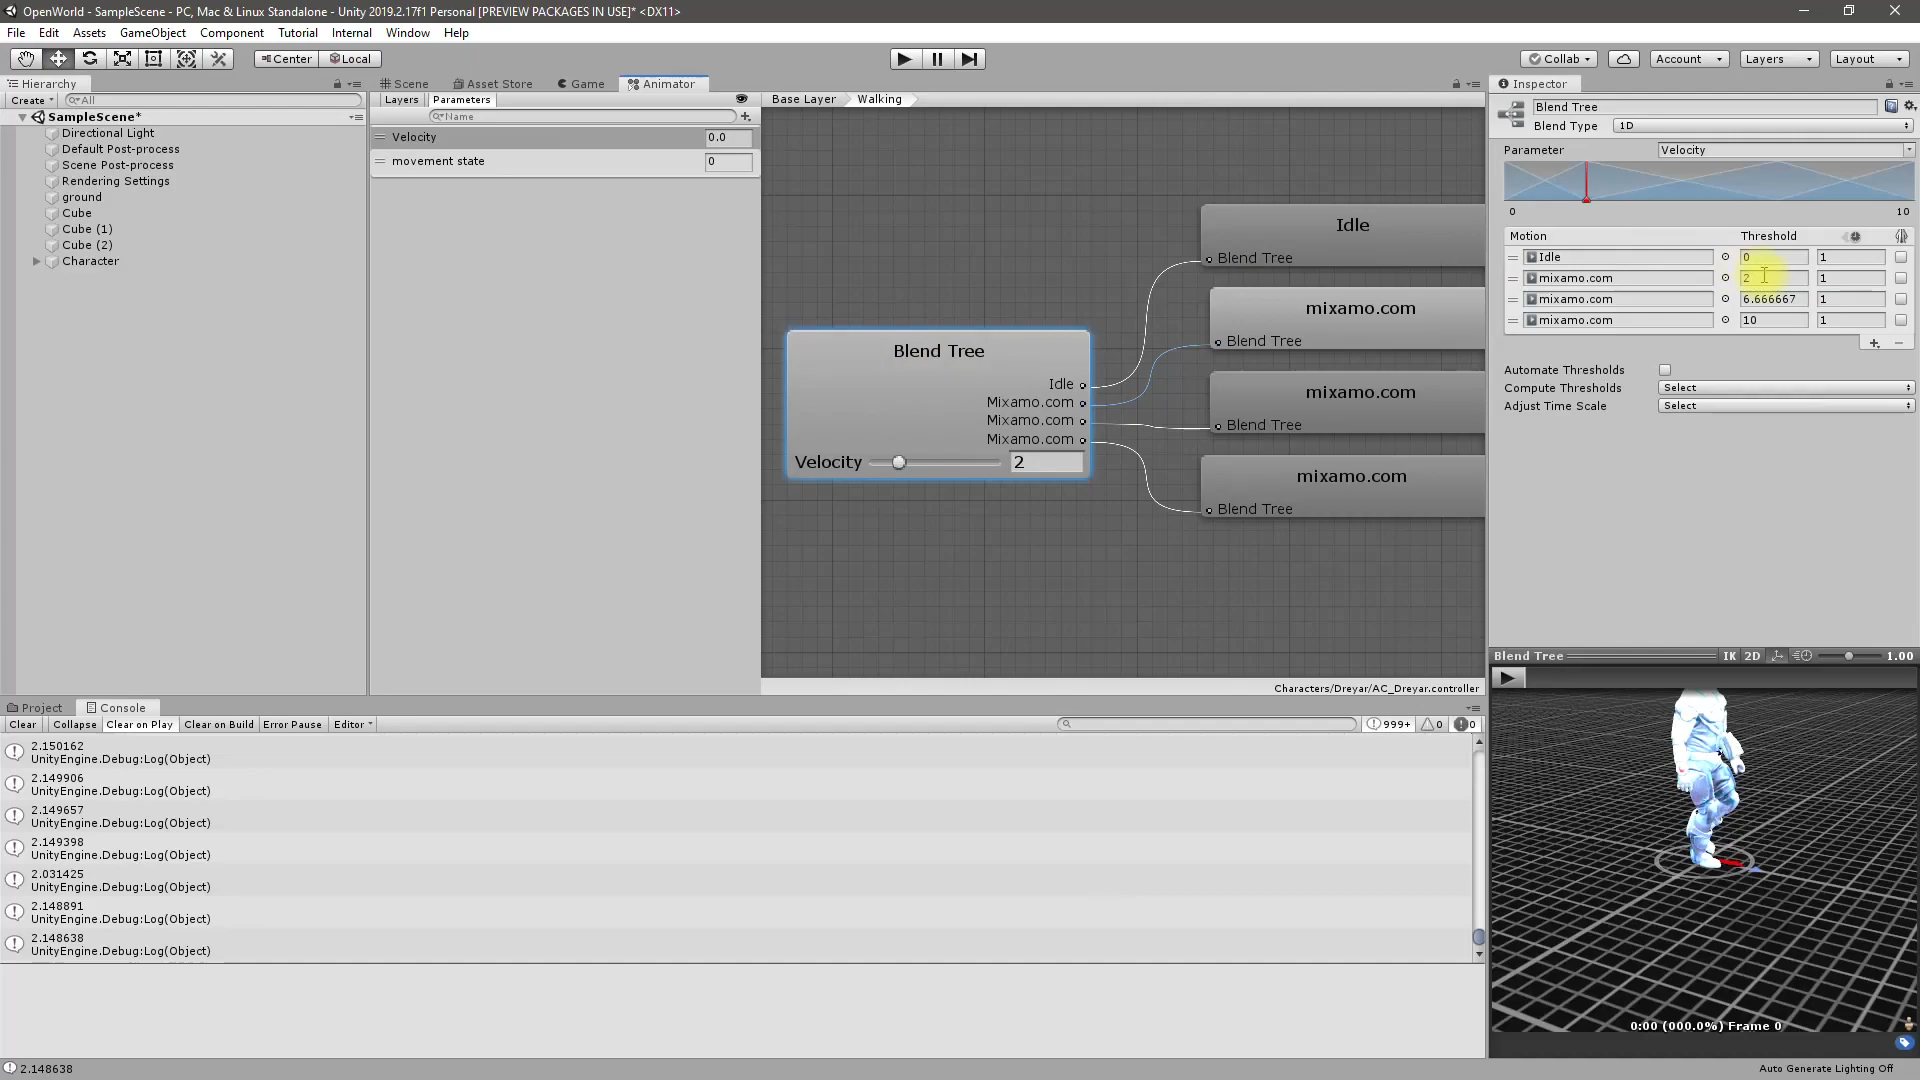 OpenWorld - SampleScene - PC, Mac & Linux Standalone - Unity 2019.2.17f1 Personal [PREVIEW PACKAGES IN USE]* <DX11>
File Edit Assets GameObject Component Tutorial Internal Window Help
Center Local Collab Account Layers Layout
Hierarchy
Create All
SampleScene*
Directional Light
Default Post-process
Scene Post-process
Rendering Settings
ground
Cube
Cube (1)
Cube (2)
Character
Scene Asset Store Game Animator
Layers Parameters
Name
Velocity 0.0
movement state 0
Base Layer Walking
Blend Tree
Idle
Mixamo.com
Mixamo.com
Mixamo.com
Velocity 2
Idle
Blend Tree
mixamo.com
Blend Tree
mixamo.com
Blend Tree
mixamo.com
Blend Tree
Characters/Dreyar/AC_Dreyar.controller
Inspector
Blend Tree
Blend Type 1D
Parameter Velocity
0 10
Motion Threshold
Idle 0 1
mixamo.com 2 1
mixamo.com 6.666667 1
mixamo.com 10 1
Automate Thresholds
Compute Thresholds Select
Adjust Time Scale Select
Blend Tree IK 2D 1.00
0:00 (000.0%) Frame 0
Project Console
Clear Collapse Clear on Play Clear on Build Error Pause Editor 999+ 0 0
2.150162
UnityEngine.Debug:Log(Object)
2.149906
UnityEngine.Debug:Log(Object)
2.149657
UnityEngine.Debug:Log(Object)
2.149398
UnityEngine.Debug:Log(Object)
2.031425
UnityEngine.Debug:Log(Object)
2.148891
UnityEngine.Debug:Log(Object)
2.148638
UnityEngine.Debug:Log(Object)
2.148638
Auto Generate Lighting Off